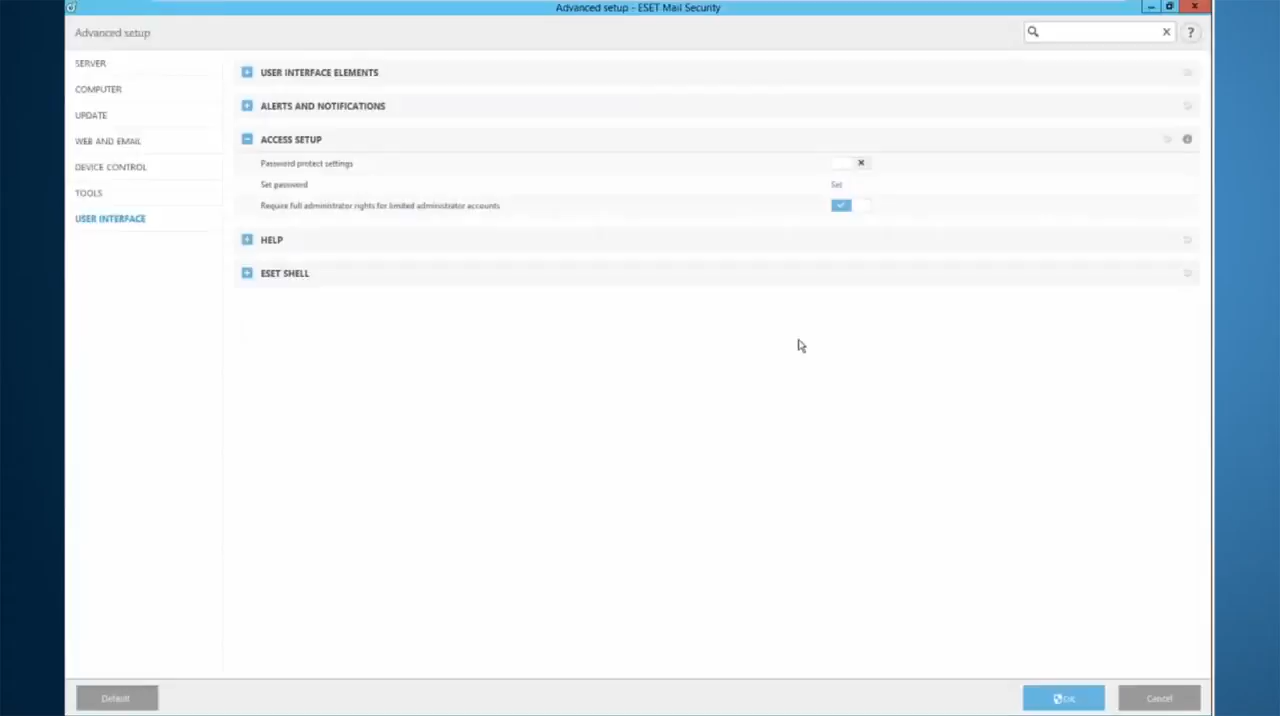 Advanced setup - ESET Mail Security
Advanced setup
?
SERVER
COMPUTER
UPDATE
WEB AND EMAIL
DEVICE CONTROL
TOOLS
USER INTERFACE
USER INTERFACE ELEMENTS
ALERTS AND NOTIFICATIONS
ACCESS SETUP
Password protect settings
Set password Set
Require full administrator rights for limited administrator accounts
HELP
ESET SHELL
Default
OK
Cancel